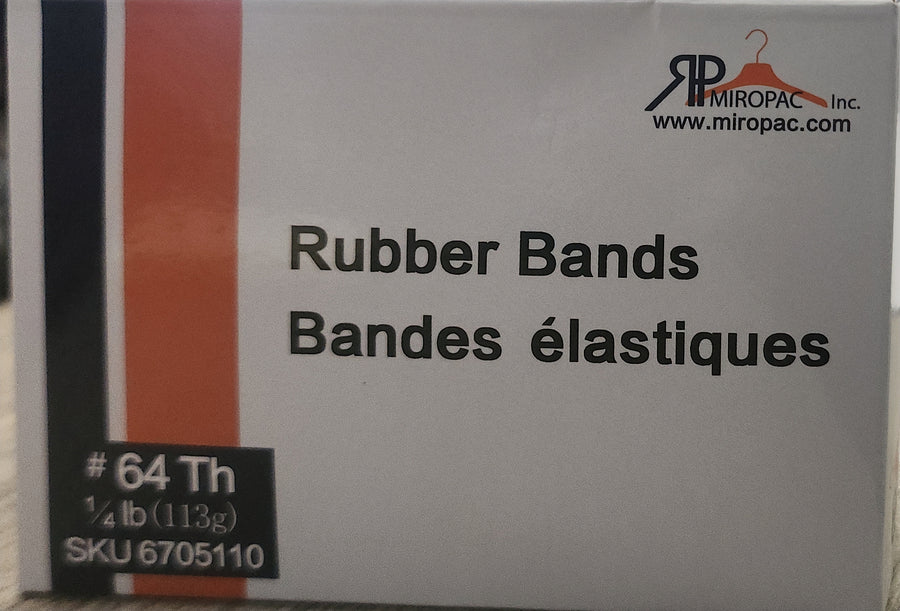 RP MIROPAC Inc.
www.miropac.com
Rubber Bands
Bandes élastiques
# 64 Th
¼ lb (113g)
SKU 6705110